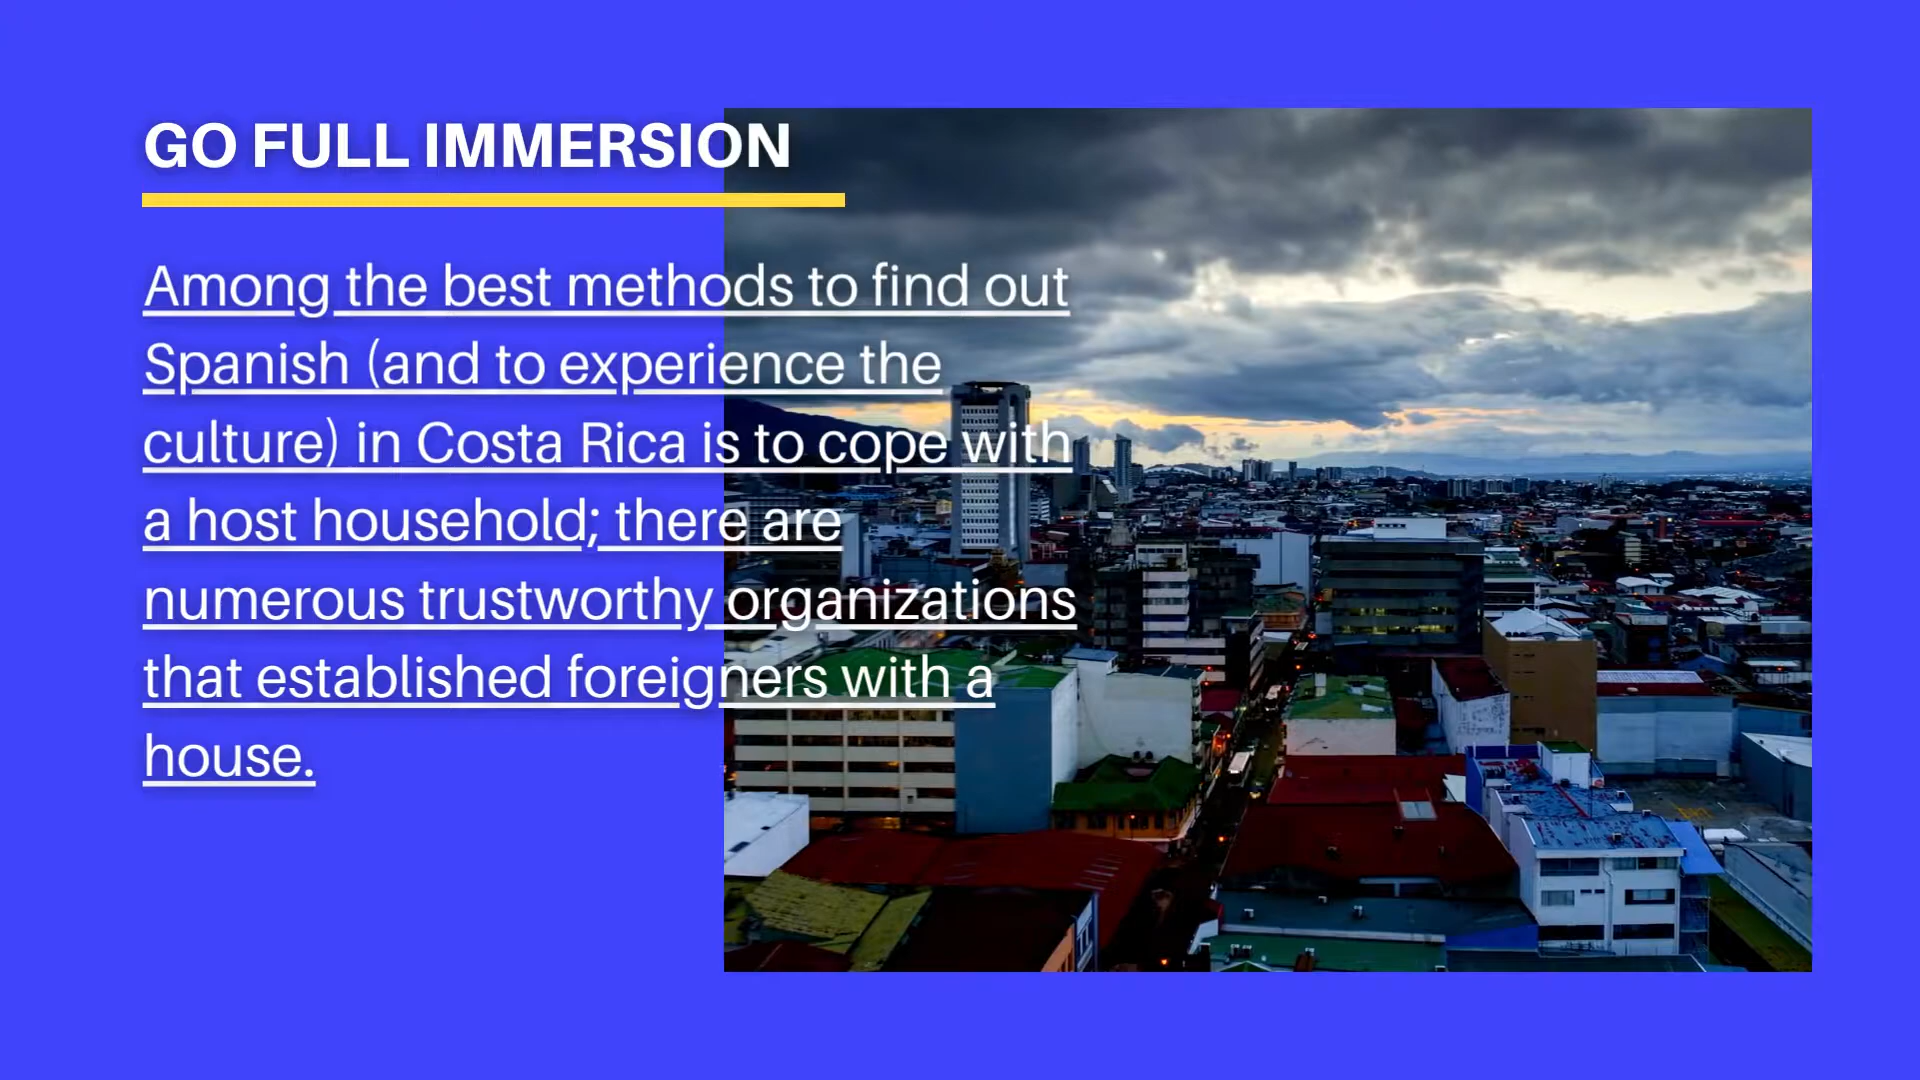 GO FULL IMMERSION
Among the best methods to find out
Spanish (and to experience the
culture) in Costa Rica is to cope with
a host household; there are
numerous trustworthy organizations
that established foreigners with a
house.